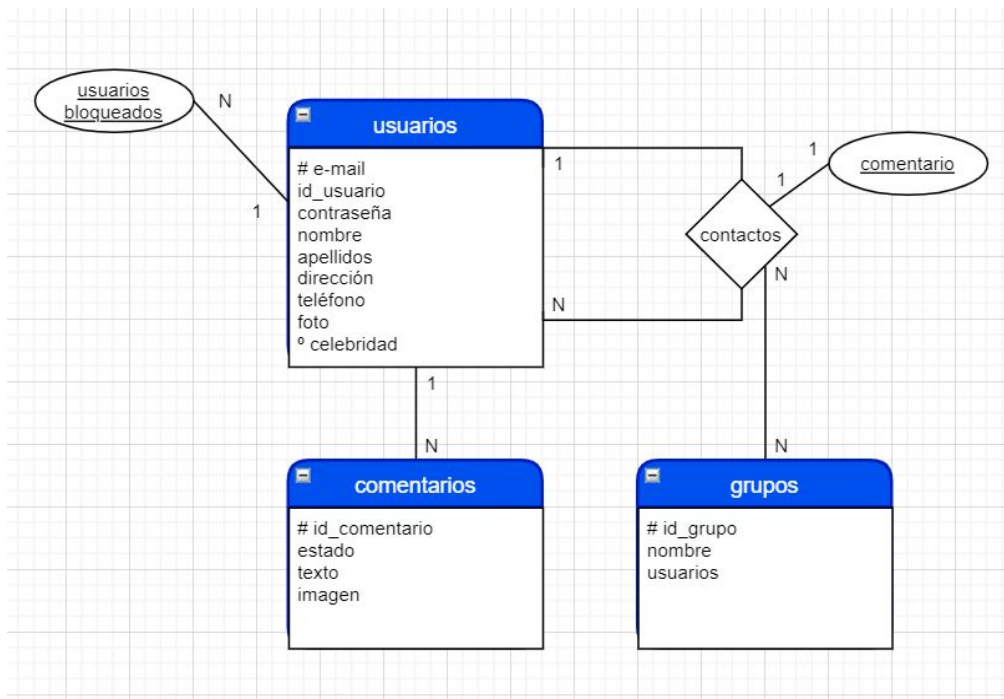 usuarios
bloqueados
N
1
usuarios
# e-mail
id_usuario
contraseña
nombre
apellidos
dirección
teléfono
foto
º celebridad
1
N
contactos
1
1
comentario
N
N
1
N
comentarios
# id_comentario
estado
texto
imagen
grupos
# id_grupo
nombre
usuarios